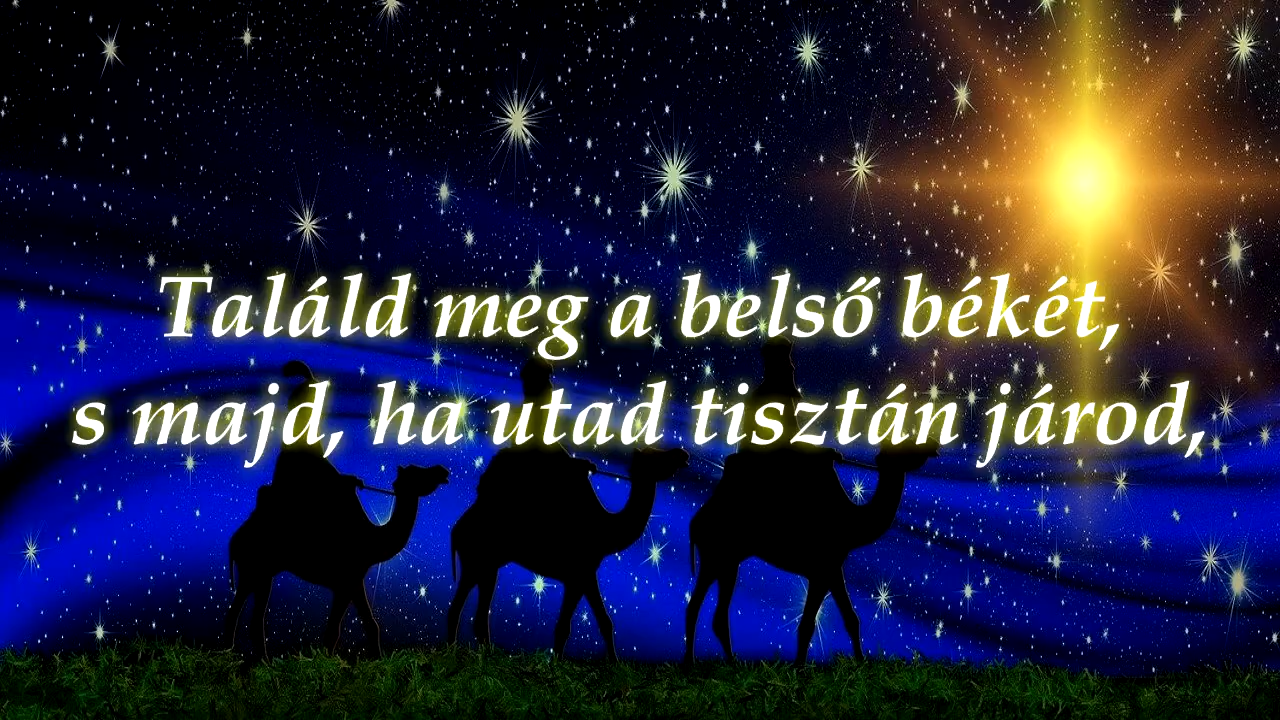 Találd meg a belső békét,
s majd, ha utad tisztán járod,